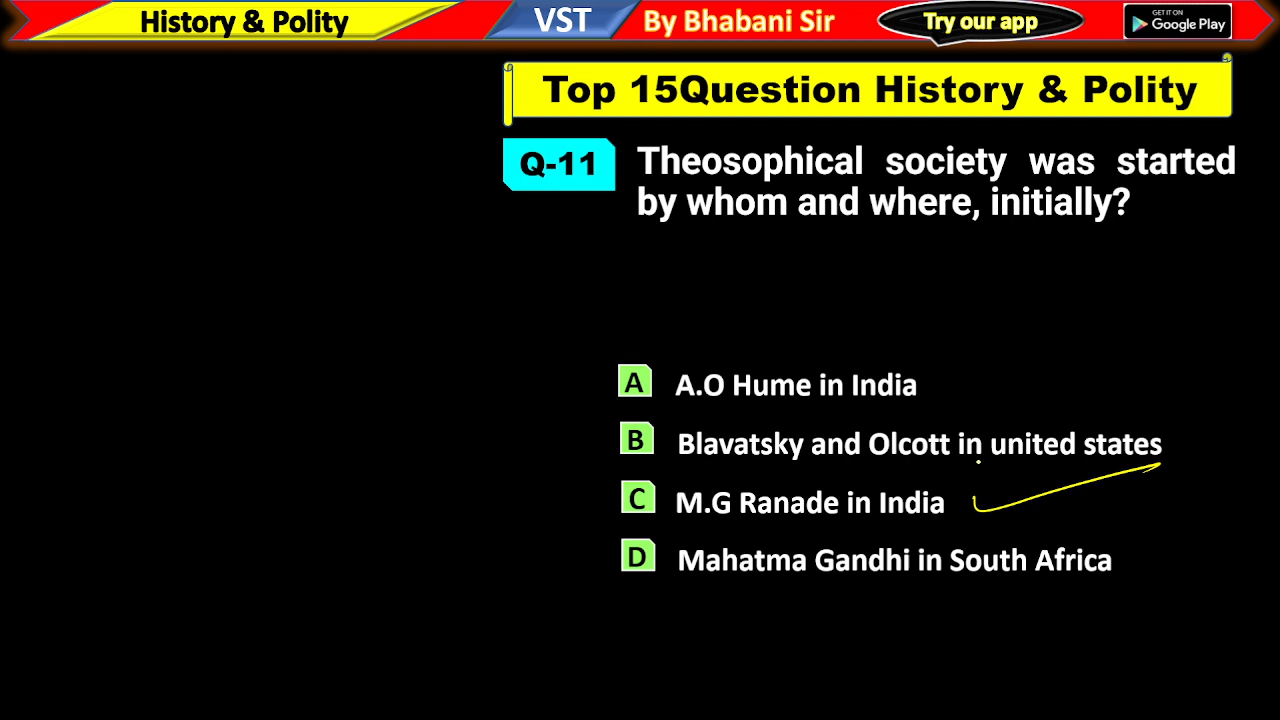 History & Polity
VST
By Bhabani Sir
Try our app
GET IT ON
Google Play
Top 15Question History & Polity
Q-11
Theosophical society was started
by whom and where, initially?
A A.O Hume in India
B Blavatsky and Olcott in united states
C M.G Ranade in India
D Mahatma Gandhi in South Africa